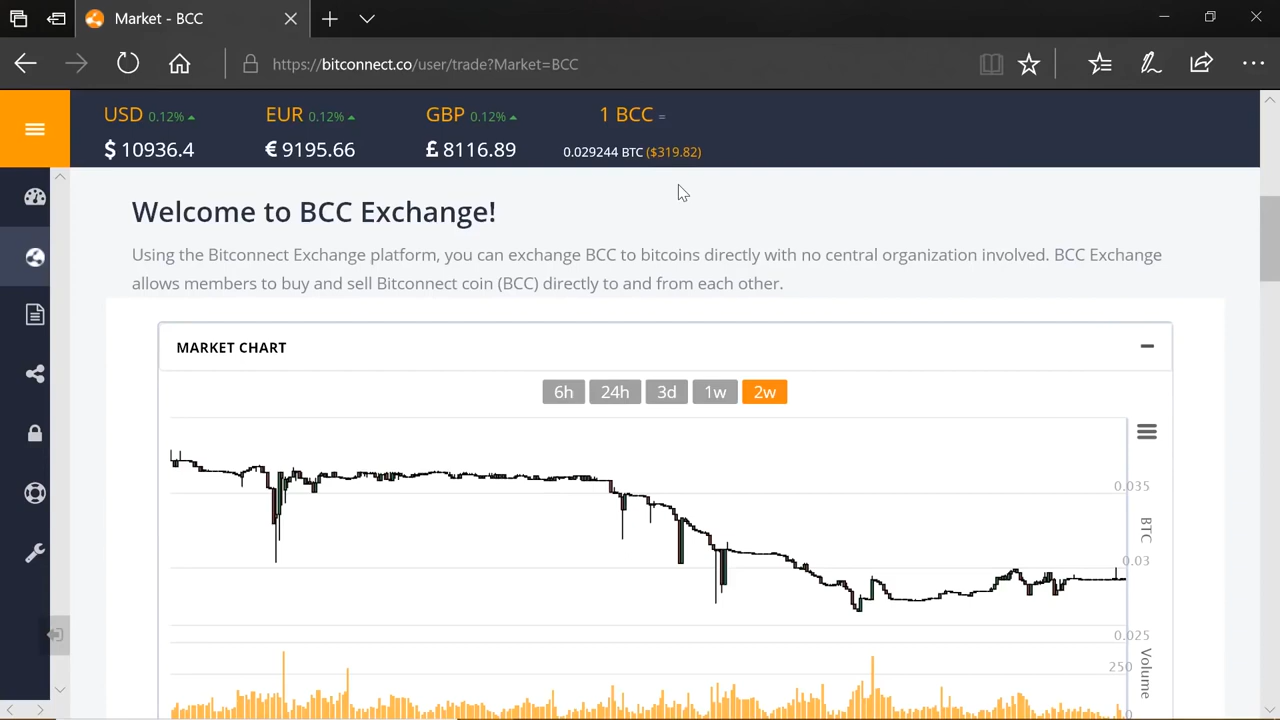 Market - BCC
https://bitconnect.co/user/trade?Market=BCC
USD 0.12% EUR 0.12% GBP 0.12% 1 BCC =
$ 10936.4 € 9195.66 £ 8116.89 0.029244 BTC ($319.82)
Welcome to BCC Exchange!
Using the Bitconnect Exchange platform, you can exchange BCC to bitcoins directly with no central organization involved. BCC Exchange
allows members to buy and sell Bitconnect coin (BCC) directly to and from each other.
MARKET CHART
6h 24h 3d 1w 2w
0.035
BTC
0.03
0.025
250
Volume
0